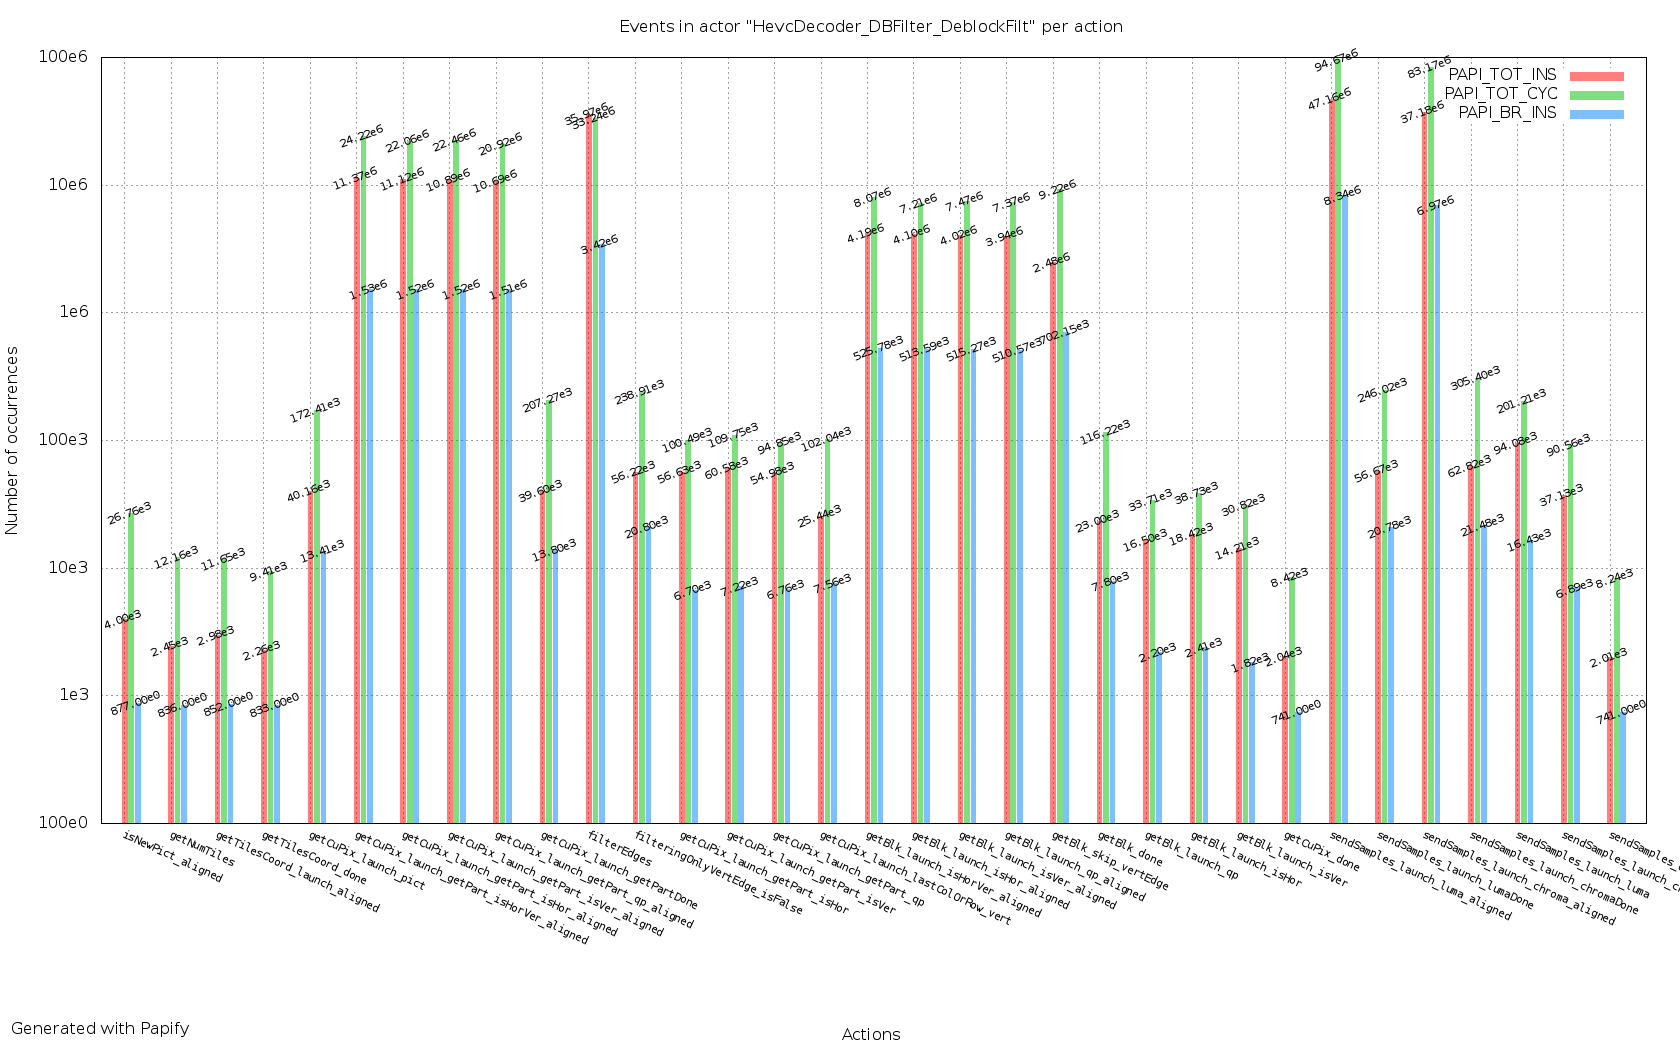 Events in actor "HevcDecoder_DBFilter_DeblockFilt" per action
PAPI_TOT_INS
PAPI_TOT_CYC
PAPI_BR_INS
Number of occurrences
100e6
10e6
1e6
100e3
10e3
1e3
100e0
4.00e3
26.76e3
877.00e0
2.45e3
12.16e3
836.00e0
2.98e3
11.65e3
852.00e0
2.26e3
9.41e3
833.00e0
40.16e3
172.41e3
13.41e3
11.37e6
24.22e6
1.53e6
11.12e6
22.06e6
1.52e6
10.89e6
22.46e6
1.52e6
10.69e6
20.92e6
1.51e6
39.60e3
207.27e3
13.80e3
35.97e6
33.24e6
3.42e6
56.22e3
238.91e3
20.80e3
56.63e3
100.49e3
6.70e3
60.58e3
109.75e3
7.22e3
54.98e3
94.85e3
6.76e3
25.44e3
102.04e3
7.56e3
4.19e6
8.07e6
525.78e3
4.10e6
7.21e6
513.59e3
4.02e6
7.47e6
515.27e3
3.94e6
7.37e6
510.57e3
2.48e6
9.22e6
702.15e3
23.00e3
116.22e3
7.80e3
16.50e3
33.71e3
2.20e3
18.42e3
38.73e3
2.41e3
14.21e3
30.82e3
1.82e3
2.04e3
8.42e3
741.00e0
47.16e6
94.67e6
8.34e6
56.67e3
246.02e3
20.78e3
37.18e6
83.17e6
6.97e6
62.82e3
305.40e3
21.48e3
94.08e3
201.21e3
16.43e3
37.13e3
90.56e3
6.89e3
2.01e3
8.24e3
741.00e0
isNewPict_aligned
getNumTiles
getTilesCoord_launch_aligned
getTilesCoord_done
getCuPix_launch_pict
getCuPix_launch_getPart_isHorVer_aligned
getCuPix_launch_getPart_isHor_aligned
getCuPix_launch_getPart_isVer_aligned
getCuPix_launch_getPart_qp_aligned
getCuPix_launch_getPartDone
filterEdges
filteringOnlyVertEdge_isFalse
getCuPix_launch_getPart_isHor
getCuPix_launch_getPart_isVer
getCuPix_launch_getPart_qp
getCuPix_launch_lastColorRow_vert
getBlk_launch_isHorVer_aligned
getBlk_launch_isHor_aligned
getBlk_launch_isVer_aligned
getBlk_launch_qp_aligned
getBlk_skip_vertEdge
getBlk_done
getBlk_launch_qp
getBlk_launch_isHor
getBlk_launch_isVer
getCuPix_done
sendSamples_launch_luma_aligned
sendSamples_launch_lumaDone
sendSamples_launch_chroma_aligned
sendSamples_launch_chromaDone
sendSamples_launch_luma
sendSamples_launch_c
sendSamples_
Actions
Generated with Papify